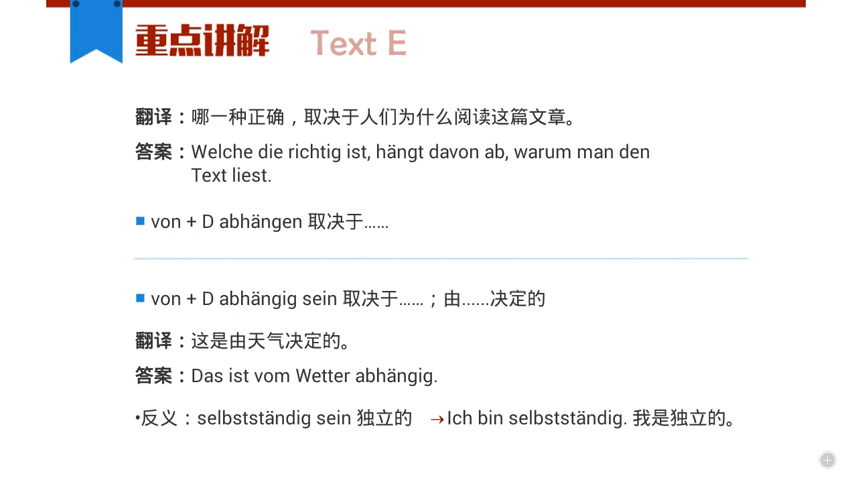 重点讲解 Text E
翻译：哪一种正确，取决于人们为什么阅读这篇文章。
答案：Welche die richtig ist, hängt davon ab, warum man den
Text liest.
von + D abhängen 取决于……
von + D abhängig sein 取决于……；由......决定的
翻译：这是由天气决定的。
答案：Das ist vom Wetter abhängig.
•反义：selbstständig sein 独立的 →Ich bin selbstständig. 我是独立的。